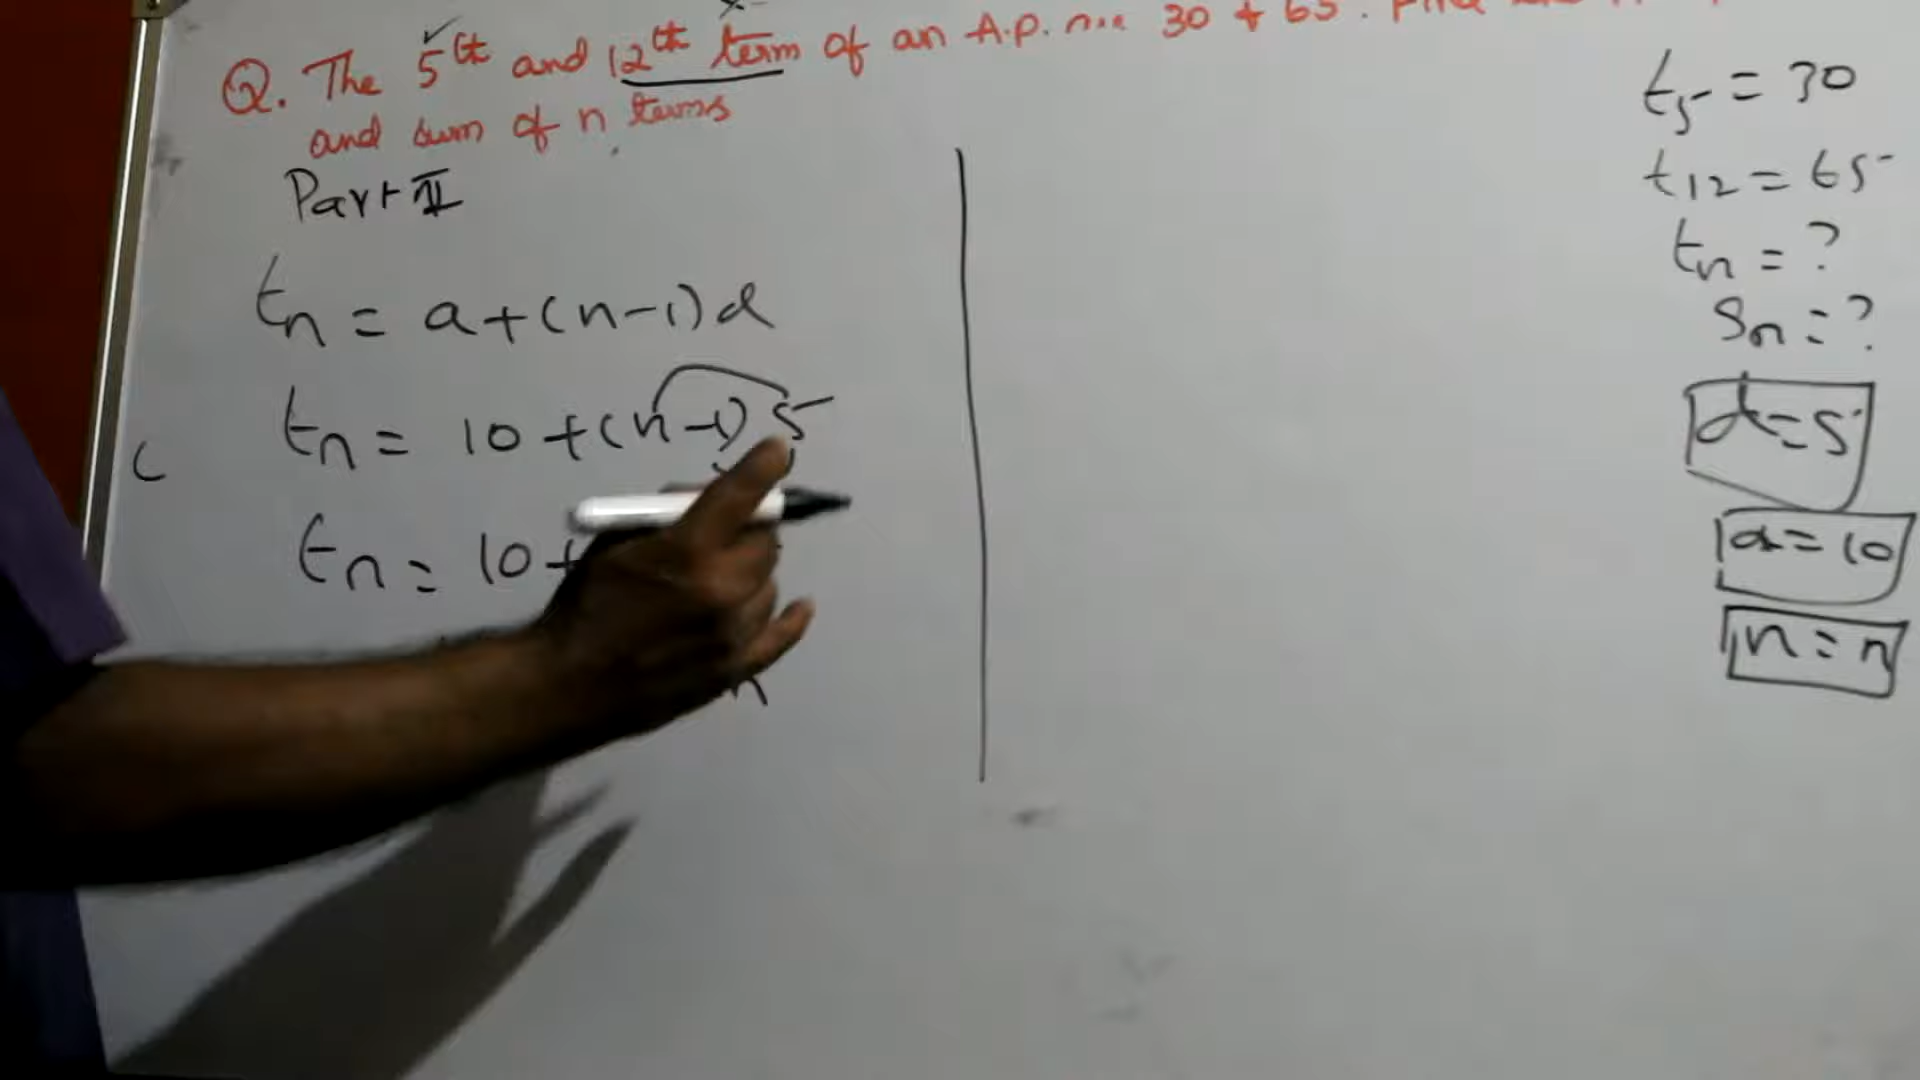 Q. The 5th and 12th term of an A.P. are 30 & 65. Find
and sum of n terms
Part II
tn = a+(n-1)d
tn = 10+(n-1)5
tn = 10+
n
c
t5 = 30
t12 = 65
tn = ?
Sn = ?
d=5
a=10
n=n